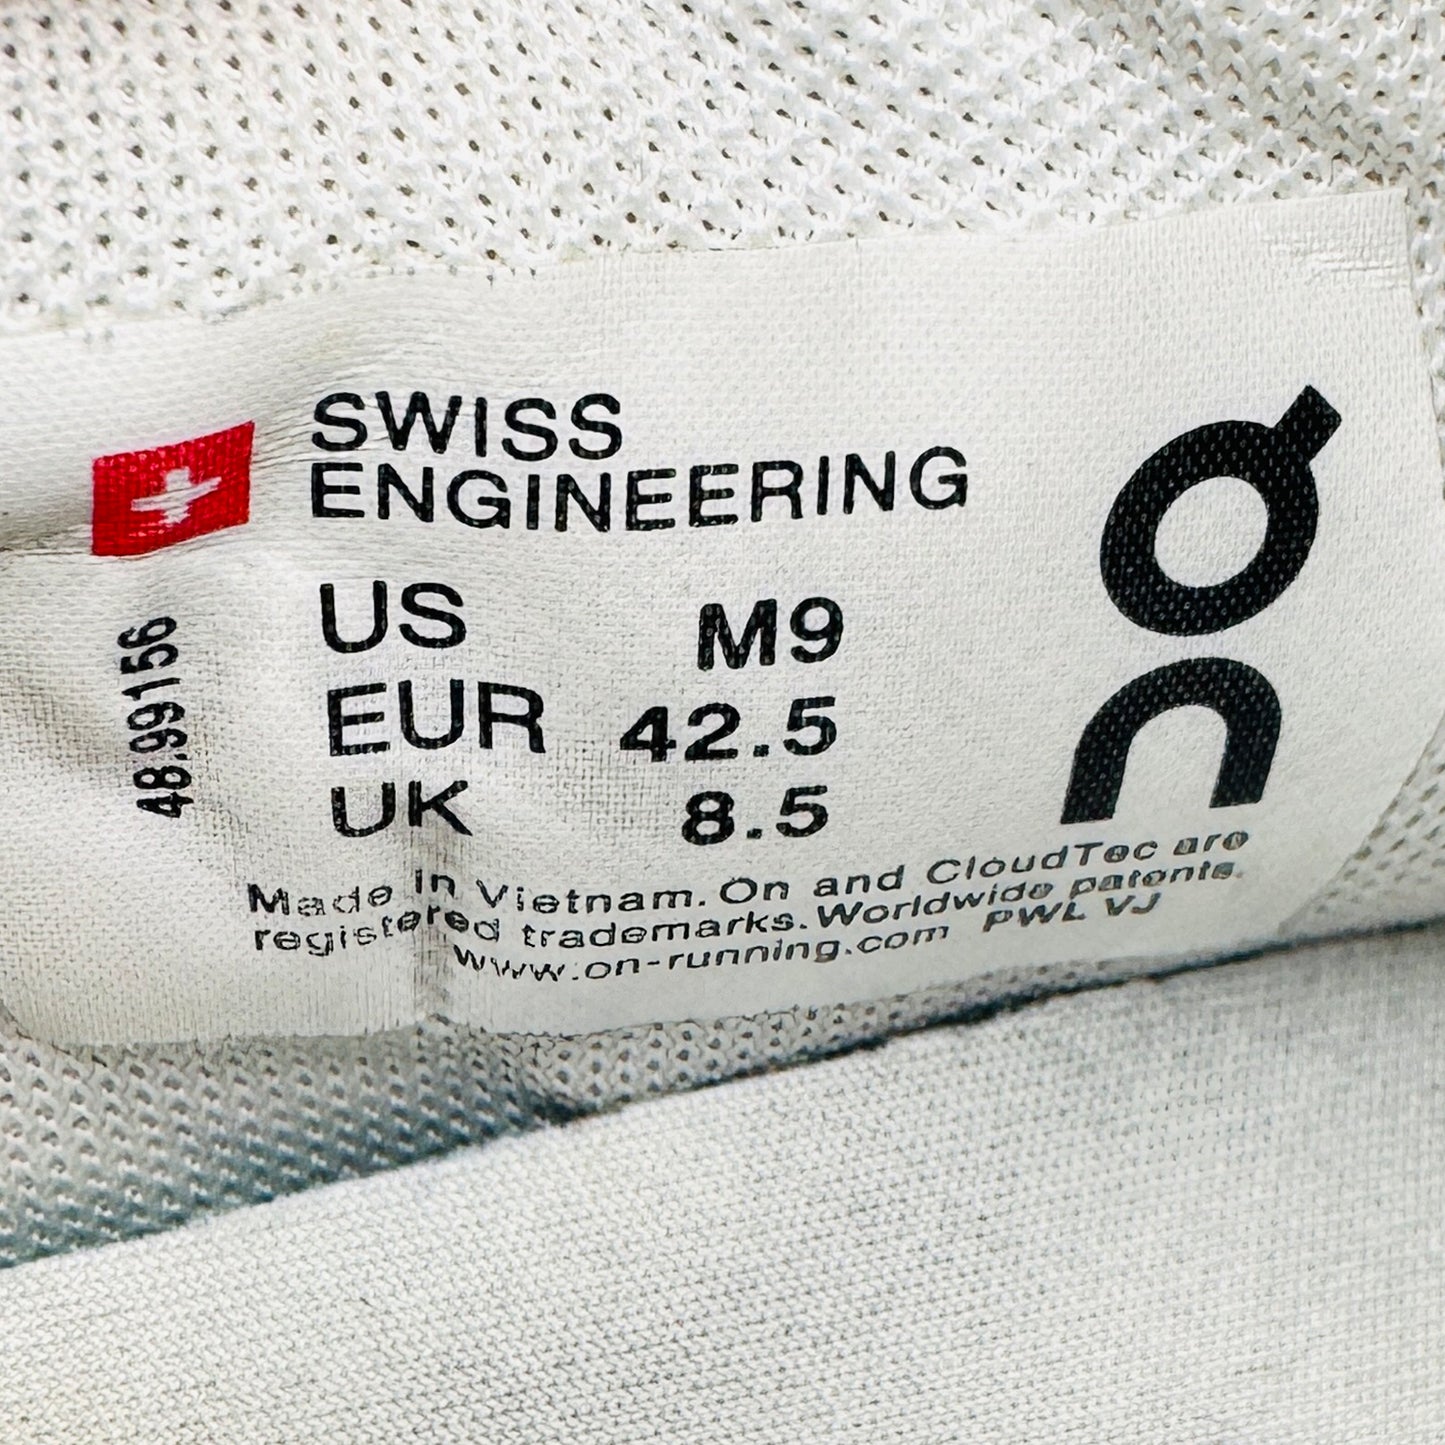 SWISS
ENGINEERING
48.99156
US M9
EUR 42.5
UK 8.5
On
Made in Vietnam. On and CloudTec are
registered trademarks. Worldwide patents.
www.on-running.com PWL VJ